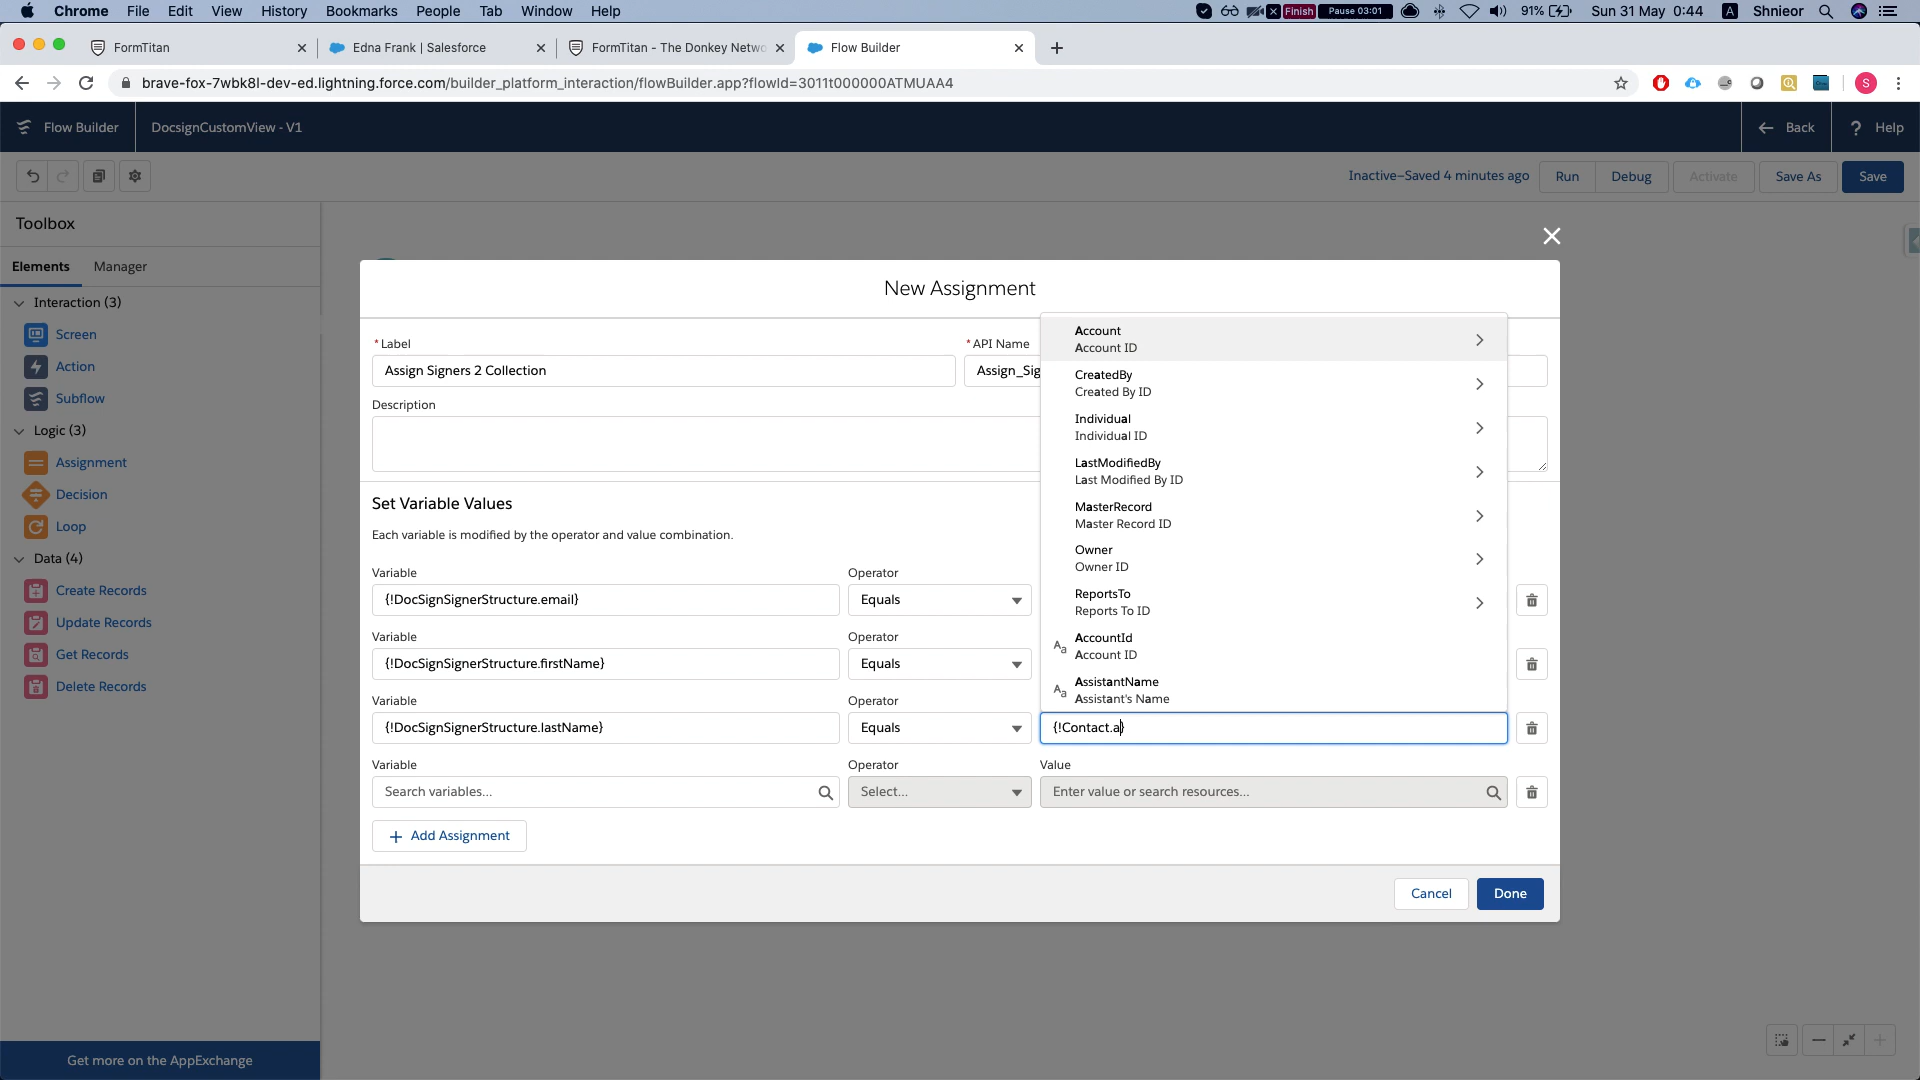 Chrome File Edit View History Bookmarks People Tab Window Help Finish Pause 03:01 91% Sun 31 May 0:44 A Shnieor
FormTitan Edna Frank | Salesforce FormTitan - The Donkey Netwo Flow Builder
brave-fox-7wbk8l-dev-ed.lightning.force.com/builder_platform_interaction/flowBuilder.app?flowId=3011t000000ATMUAA4 S
Flow Builder DocsignCustomView - V1 Back ? Help
Inactive–Saved 4 minutes ago Run Debug Activate Save As Save
Toolbox
Elements Manager
Interaction (3)
Screen
Action
Subflow
Logic (3)
Assignment
Decision
Loop
Data (4)
Create Records
Update Records
Get Records
Delete Records
Get more on the AppExchange
New Assignment
* Label * API Name
Assign Signers 2 Collection Assign_Sig
Description
Set Variable Values
Each variable is modified by the operator and value combination.
Variable Operator
{!DocSignSignerStructure.email} Equals
Variable Operator
{!DocSignSignerStructure.firstName} Equals
Variable Operator
{!DocSignSignerStructure.lastName} Equals {!Contact.a}
Variable Operator Value
Search variables... Select... Enter value or search resources...
+ Add Assignment
Cancel Done
Account
Account ID
CreatedBy
Created By ID
Individual
Individual ID
LastModifiedBy
Last Modified By ID
MasterRecord
Master Record ID
Owner
Owner ID
ReportsTo
Reports To ID
Aa AccountId
Account ID
Aa AssistantName
Assistant's Name